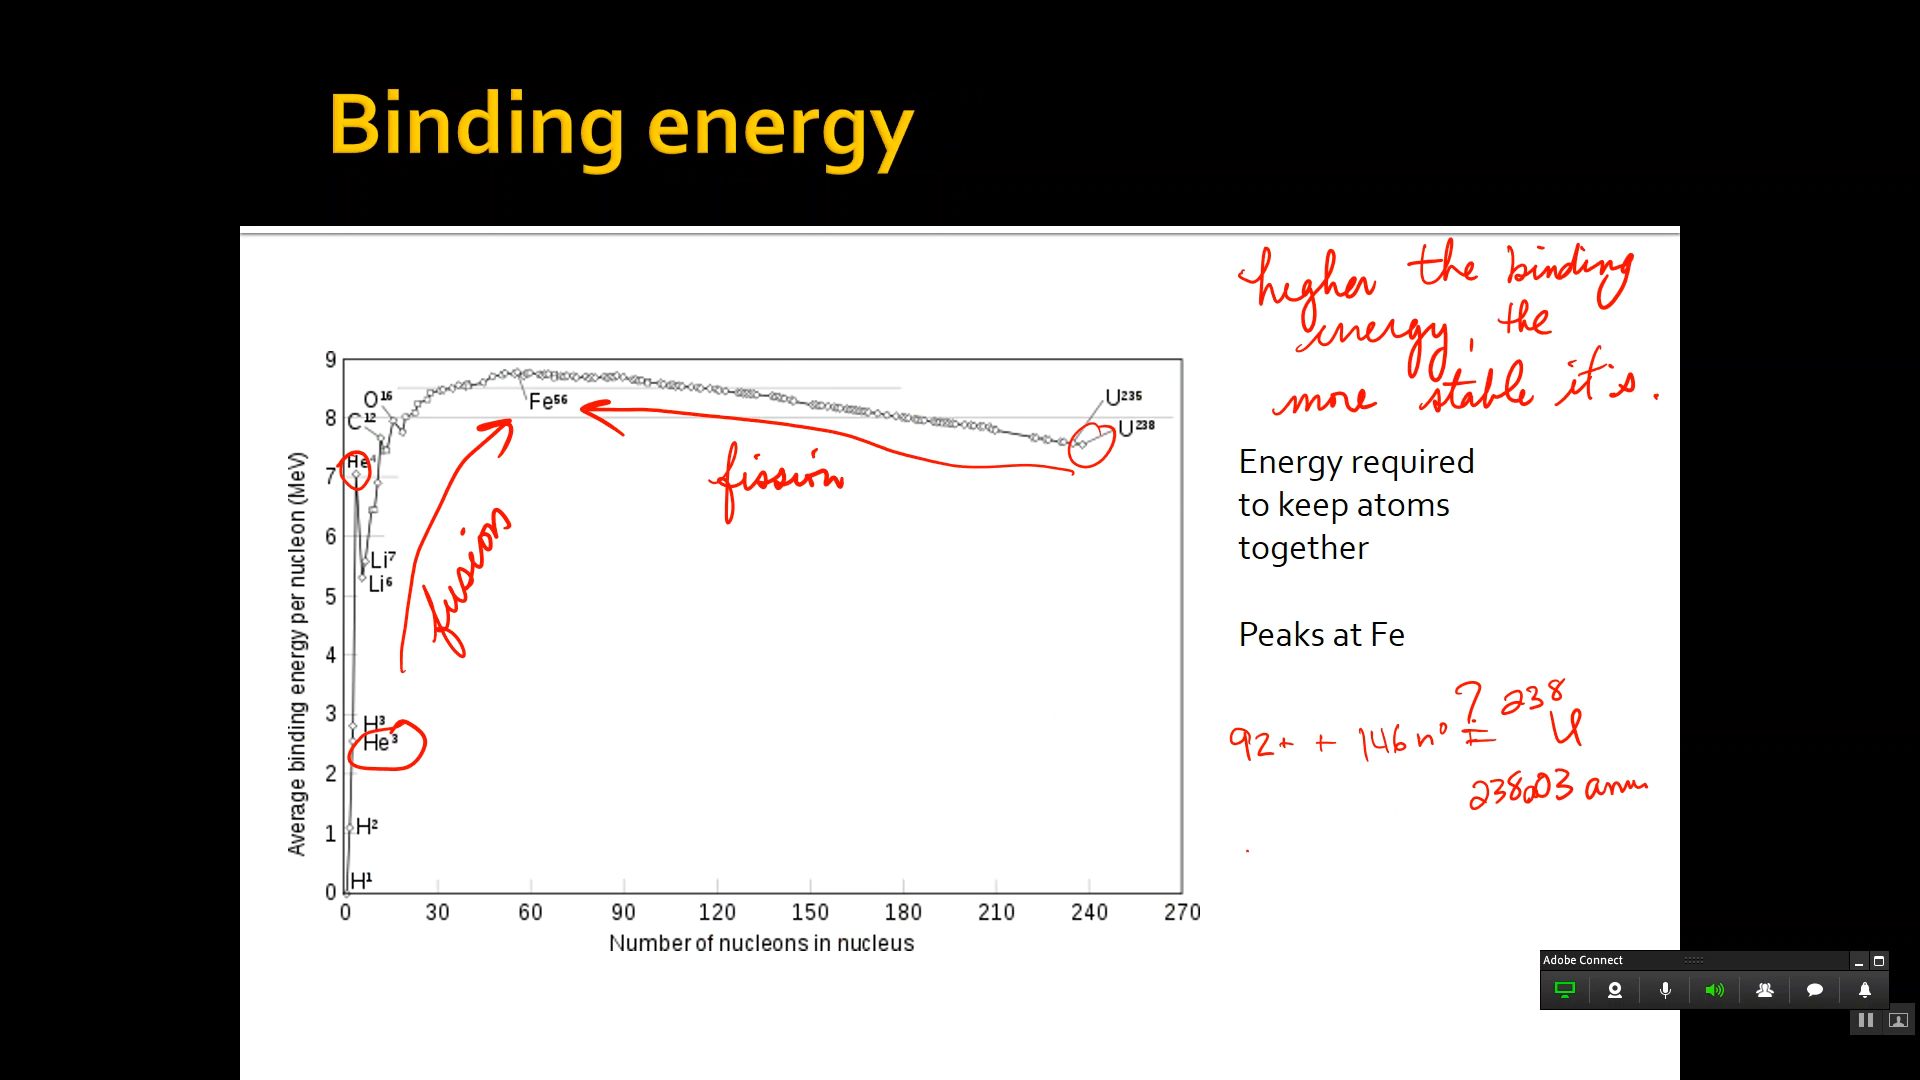 Binding energy
higher the binding
energy, the
more stable it's.
Energy required
to keep atoms
together
Peaks at Fe
92+ + 146 n⁰ ?= 238 U
238.03 amu
Average binding energy per nucleon (MeV)
9
8
7
6
5
4
3
2
1
0
O¹⁶
C¹²
He⁴
Li⁷
Li⁶
H³
He³
H²
H¹
Fe⁵⁶
U²³⁵
U²³⁸
fission
fusion
0 30 60 90 120 150 180 210 240 270
Number of nucleons in nucleus
Adobe Connect